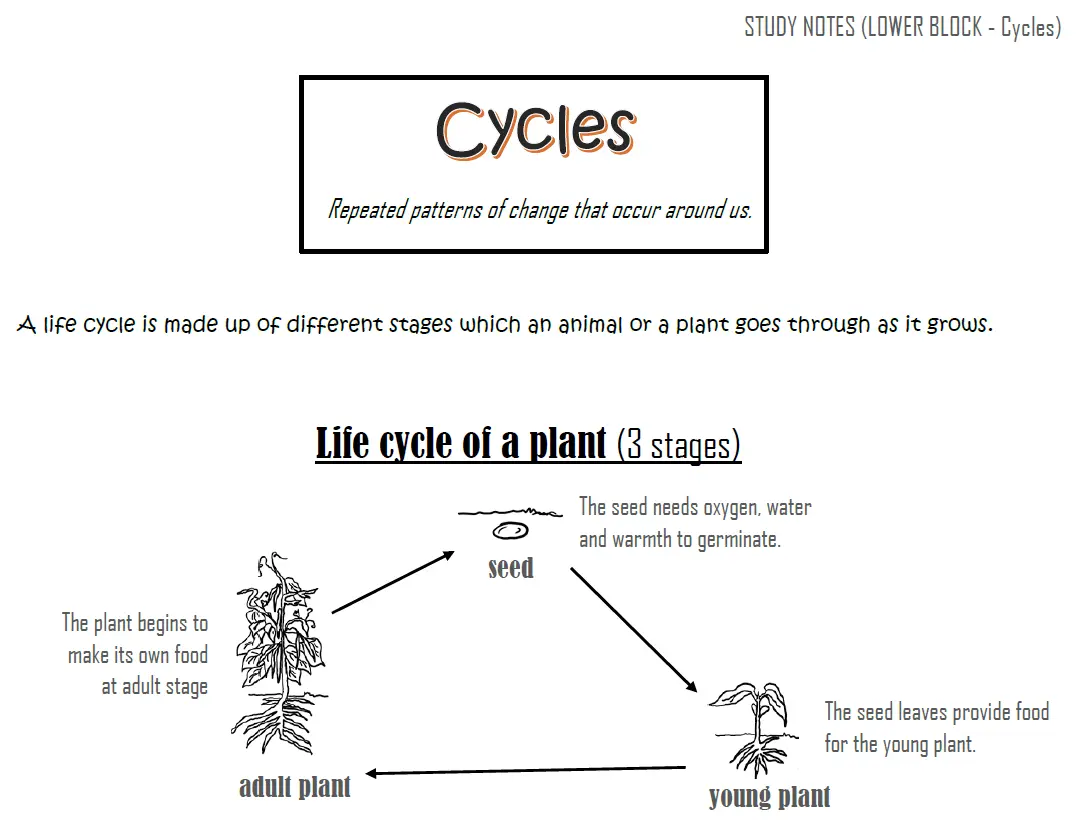 STUDY NOTES (LOWER BLOCK - Cycles)
Cycles
Repeated patterns of change that occur around us.
A life cycle is made up of different stages which an animal or a plant goes through as it grows.
Life cycle of a plant (3 stages)
The seed needs oxygen, water
and warmth to germinate.
seed
The plant begins to
make its own food
at adult stage
The seed leaves provide food
for the young plant.
adult plant
young plant